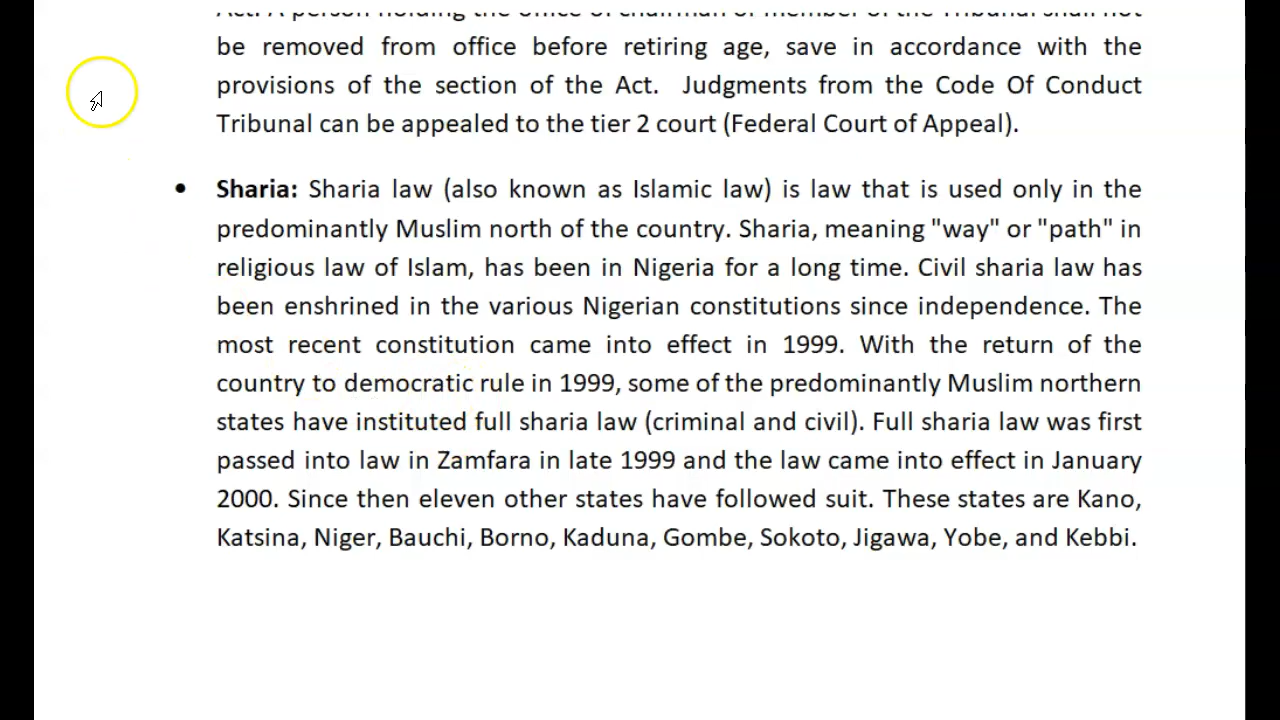 be removed from office before retiring age, save in accordance with the
provisions of the section of the Act. Judgments from the Code Of Conduct
Tribunal can be appealed to the tier 2 court (Federal Court of Appeal).
• Sharia: Sharia law (also known as Islamic law) is law that is used only in the
predominantly Muslim north of the country. Sharia, meaning "way" or "path" in
religious law of Islam, has been in Nigeria for a long time. Civil sharia law has
been enshrined in the various Nigerian constitutions since independence. The
most recent constitution came into effect in 1999. With the return of the
country to democratic rule in 1999, some of the predominantly Muslim northern
states have instituted full sharia law (criminal and civil). Full sharia law was first
passed into law in Zamfara in late 1999 and the law came into effect in January
2000. Since then eleven other states have followed suit. These states are Kano,
Katsina, Niger, Bauchi, Borno, Kaduna, Gombe, Sokoto, Jigawa, Yobe, and Kebbi.